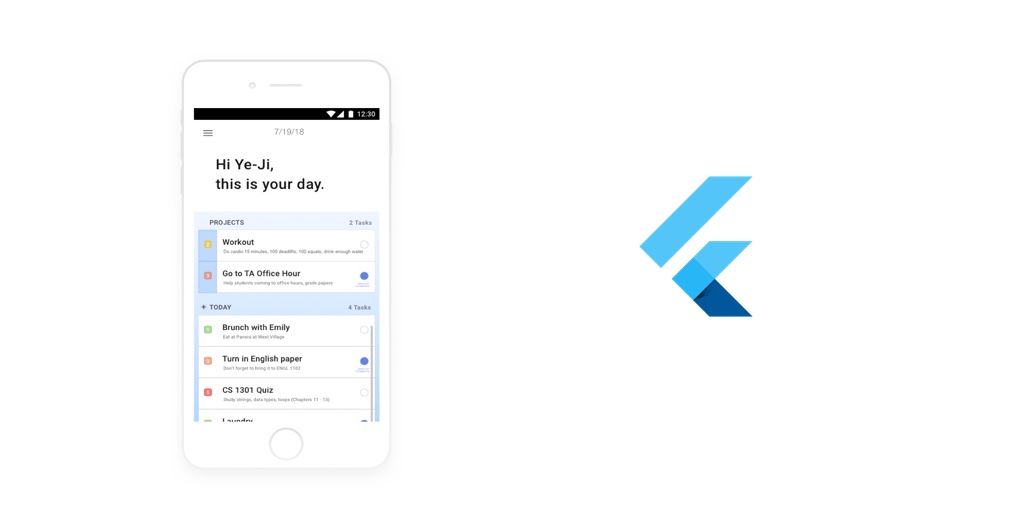 12:30
7/19/18
Hi Ye-Ji,
this is your day.
PROJECTS 2 Tasks
2 Workout
Do cardio 15 minutes, 100 deadlifts, 100 squats, drink enough water
3 Go to TA Office Hour
Help students coming to office hours, grade papers
+ TODAY 4 Tasks
1 Brunch with Emily
Eat at Panera at West Village
Turn in English paper
Don't forget to bring it to ENGL 1102
CS 1301 Quiz
Study strings, data types, loops (Chapters 11 - 13)
Laundry